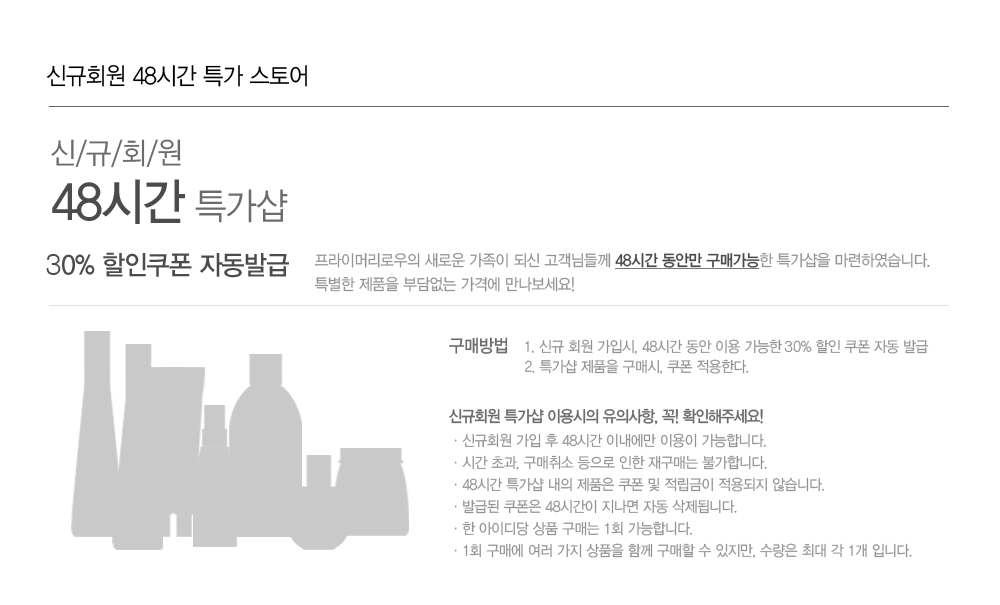 신규회원 48시간 특가 스토어
신/규/회/원
48시간 특가샵
30% 할인쿠폰 자동발급
프라이머리로우의 새로운 가족이 되신 고객님들께 48시간 동안만 구매가능한 특가샵을 마련하였습니다.
특별한 제품을 부담없는 가격에 만나보세요!
구매방법 1. 신규 회원 가입시, 48시간 동안 이용 가능한 30% 할인 쿠폰 자동 발급
2. 특가샵 제품을 구매시, 쿠폰 적용한다.
신규회원 특가샵 이용시의 유의사항, 꼭! 확인해주세요!
· 신규회원 가입 후 48시간 이내에만 이용이 가능합니다.
· 시간 초과, 구매취소 등으로 인한 재구매는 불가합니다.
· 48시간 특가샵 내의 제품은 쿠폰 및 적립금이 적용되지 않습니다.
· 발급된 쿠폰은 48시간이 지나면 자동 삭제됩니다.
· 한 아이디당 상품 구매는 1회 가능합니다.
· 1회 구매에 여러 가지 상품을 함께 구매할 수 있지만, 수량은 최대 각 1개 입니다.